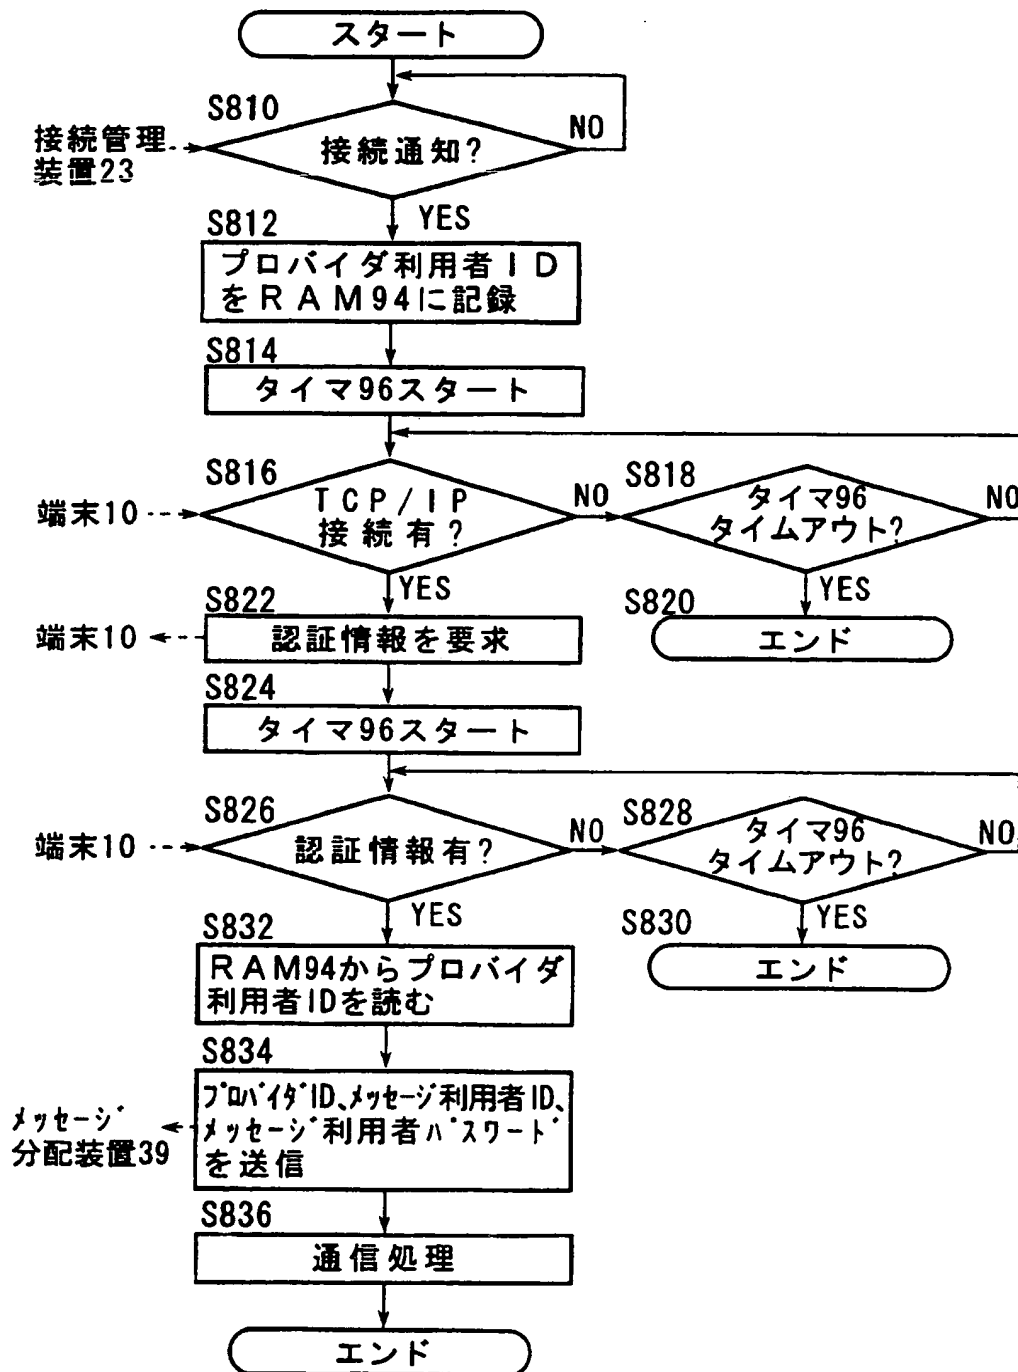 スタート
S810
接続管理
装置23
接続通知?
NO
YES
S812
プロバイダ利用者ID
をRAM94に記録
S814
タイマ96スタート
S816
端末10
TCP/IP
接続有?
NO
S818
タイマ96
タイムアウト?
NO
YES
YES
S820
エンド
S822
端末10
認証情報を要求
S824
タイマ96スタート
S826
端末10
認証情報有?
NO
S828
タイマ96
タイムアウト?
NO
YES
YES
S830
エンド
S832
RAM94からプロバイダ
利用者IDを読む
S834
メッセージ
分配装置39
プロバイダID、メッセージ利用者ID、
メッセージ利用者パスワード
を送信
S836
通信処理
エンド